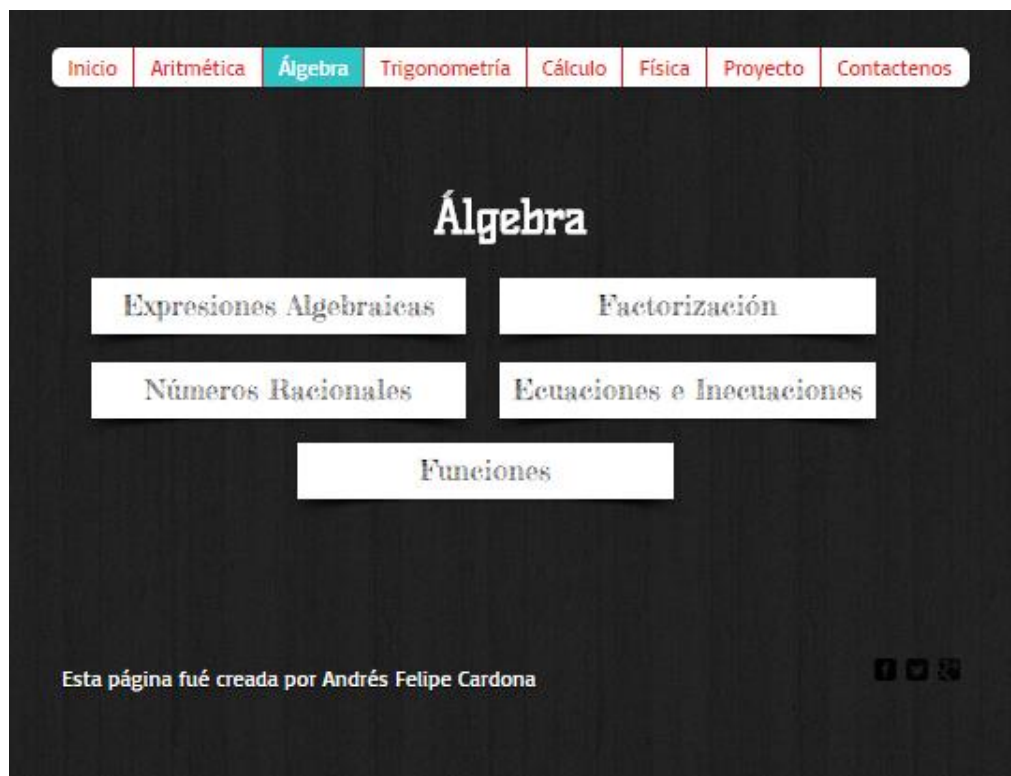 Inicio Aritmética Álgebra Trigonometría Cálculo Física Proyecto Contactenos
Álgebra
Expresiones Algebraicas Factorización
Números Racionales Ecuaciones e Inecuaciones
Funciones
Esta página fué creada por Andrés Felipe Cardona